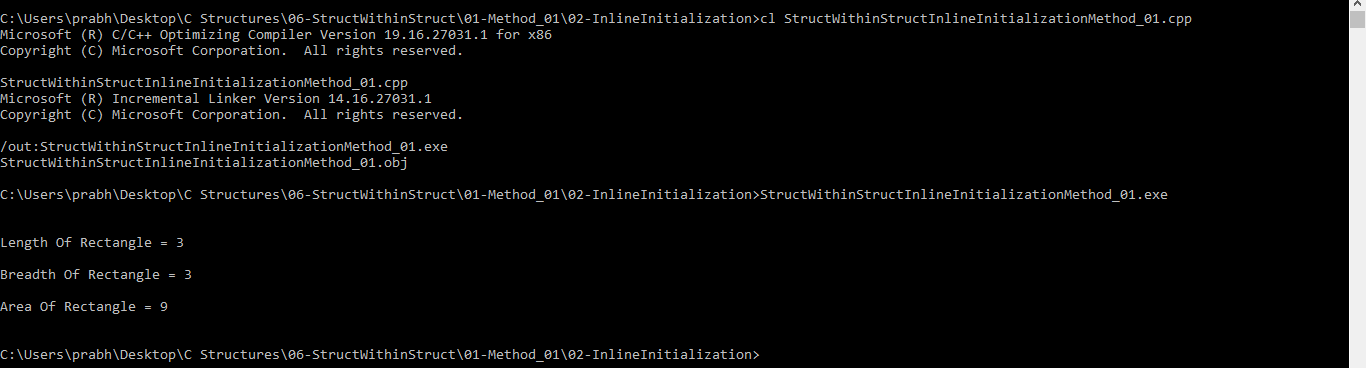 C:\Users\prabh\Desktop\C Structures\06-StructWithinStruct\01-Method_01\02-InlineInitialization>cl StructWithinStructInlineInitializationMethod_01.cpp
Microsoft (R) C/C++ Optimizing Compiler Version 19.16.27031.1 for x86
Copyright (C) Microsoft Corporation.  All rights reserved.
StructWithinStructInlineInitializationMethod_01.cpp
Microsoft (R) Incremental Linker Version 14.16.27031.1
Copyright (C) Microsoft Corporation.  All rights reserved.
/out:StructWithinStructInlineInitializationMethod_01.exe
StructWithinStructInlineInitializationMethod_01.obj
C:\Users\prabh\Desktop\C Structures\06-StructWithinStruct\01-Method_01\02-InlineInitialization>StructWithinStructInlineInitializationMethod_01.exe
Length Of Rectangle = 3
Breadth Of Rectangle = 3
Area Of Rectangle = 9
C:\Users\prabh\Desktop\C Structures\06-StructWithinStruct\01-Method_01\02-InlineInitialization>